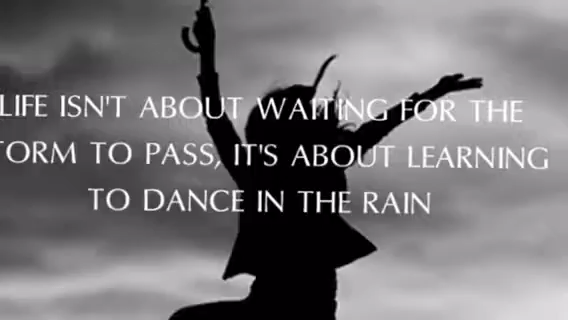 LIFE ISN'T ABOUT WAITING FOR THE
TORM TO PASS, IT'S ABOUT LEARNING
TO DANCE IN THE RAIN